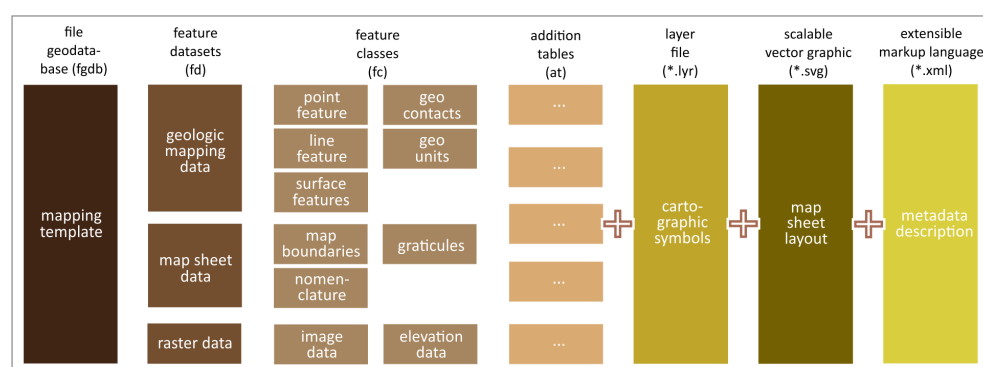 file
geodata-
base (fgdb)
feature
datasets
(fd)
feature
classes
(fc)
addition
tables
(at)
layer
file
(*.lyr)
scalable
vector graphic
(*.svg)
extensible
markup language
(*.xml)
mapping
template
geologic
mapping
data
map sheet
data
raster data
point
feature
geo
contacts
line
feature
geo
units
surface
features
map
boundaries
graticules
nomen-
clature
image
data
elevation
data
...
...
...
...
...
carto-
graphic
symbols
map
sheet
layout
metadata
description